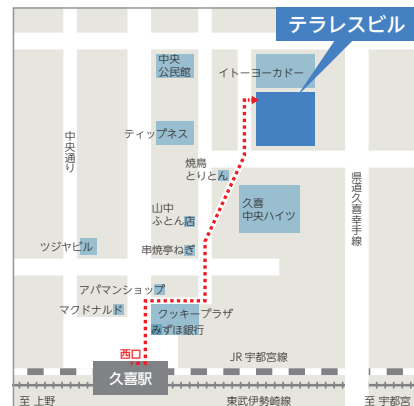 テラレスビル
中央
公民館
イトーヨーカドー
中央通り
ティップネス
焼鳥
とりとん
県道久喜幸手線
山中
ふとん店
久喜
中央ハイツ
ツジヤビル
串焼亭ねぎ
アパマンショップ
マクドナルド
クッキープラザ
みずほ銀行
西口
JR宇都宮線
久喜駅
至 上野
東武伊勢崎線
至 宇都宮